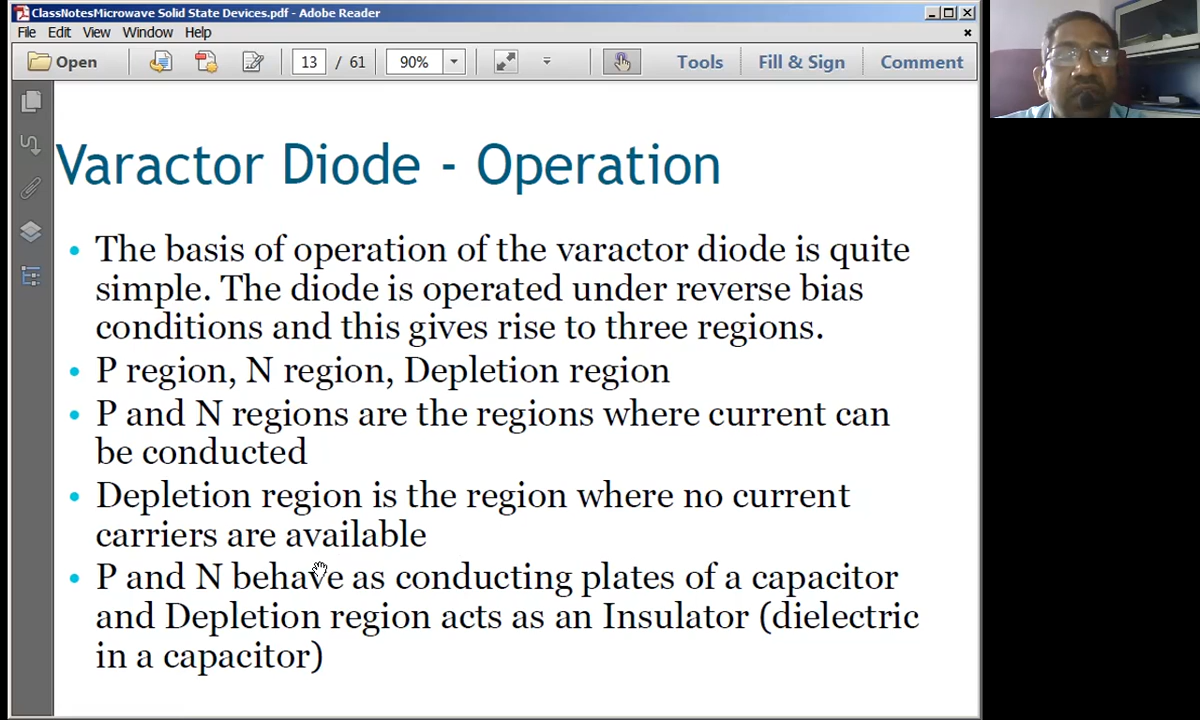 ClassNotesMicrowave Solid State Devices.pdf - Adobe Reader
File Edit View Window Help
Open 13 / 61 90% Tools Fill & Sign Comment
Varactor Diode - Operation
• The basis of operation of the varactor diode is quite
simple. The diode is operated under reverse bias
conditions and this gives rise to three regions.
• P region, N region, Depletion region
• P and N regions are the regions where current can
be conducted
• Depletion region is the region where no current
carriers are available
• P and N behave as conducting plates of a capacitor
and Depletion region acts as an Insulator (dielectric
in a capacitor)